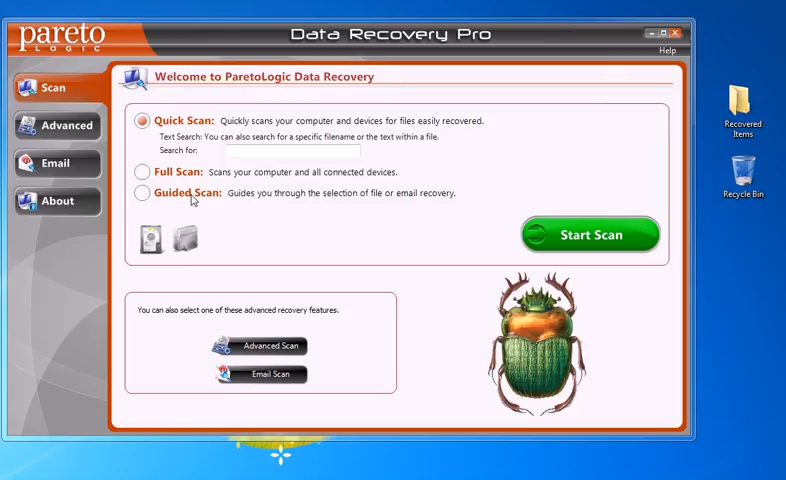 pareto
LOGIC
Data Recovery Pro
Help
Scan
Advanced
Email
About
Welcome to ParetoLogic Data Recovery
Quick Scan: Quickly scans your computer and devices for files easily recovered.
Text Search: You can also search for a specific filename or the text within a file.
Search for:
Full Scan: Scans your computer and all connected devices.
Guided Scan: Guides you through the selection of file or email recovery.
Start Scan
You can also select one of these advanced recovery features.
Advanced Scan
Email Scan
Recovered
Items
Recycle Bin